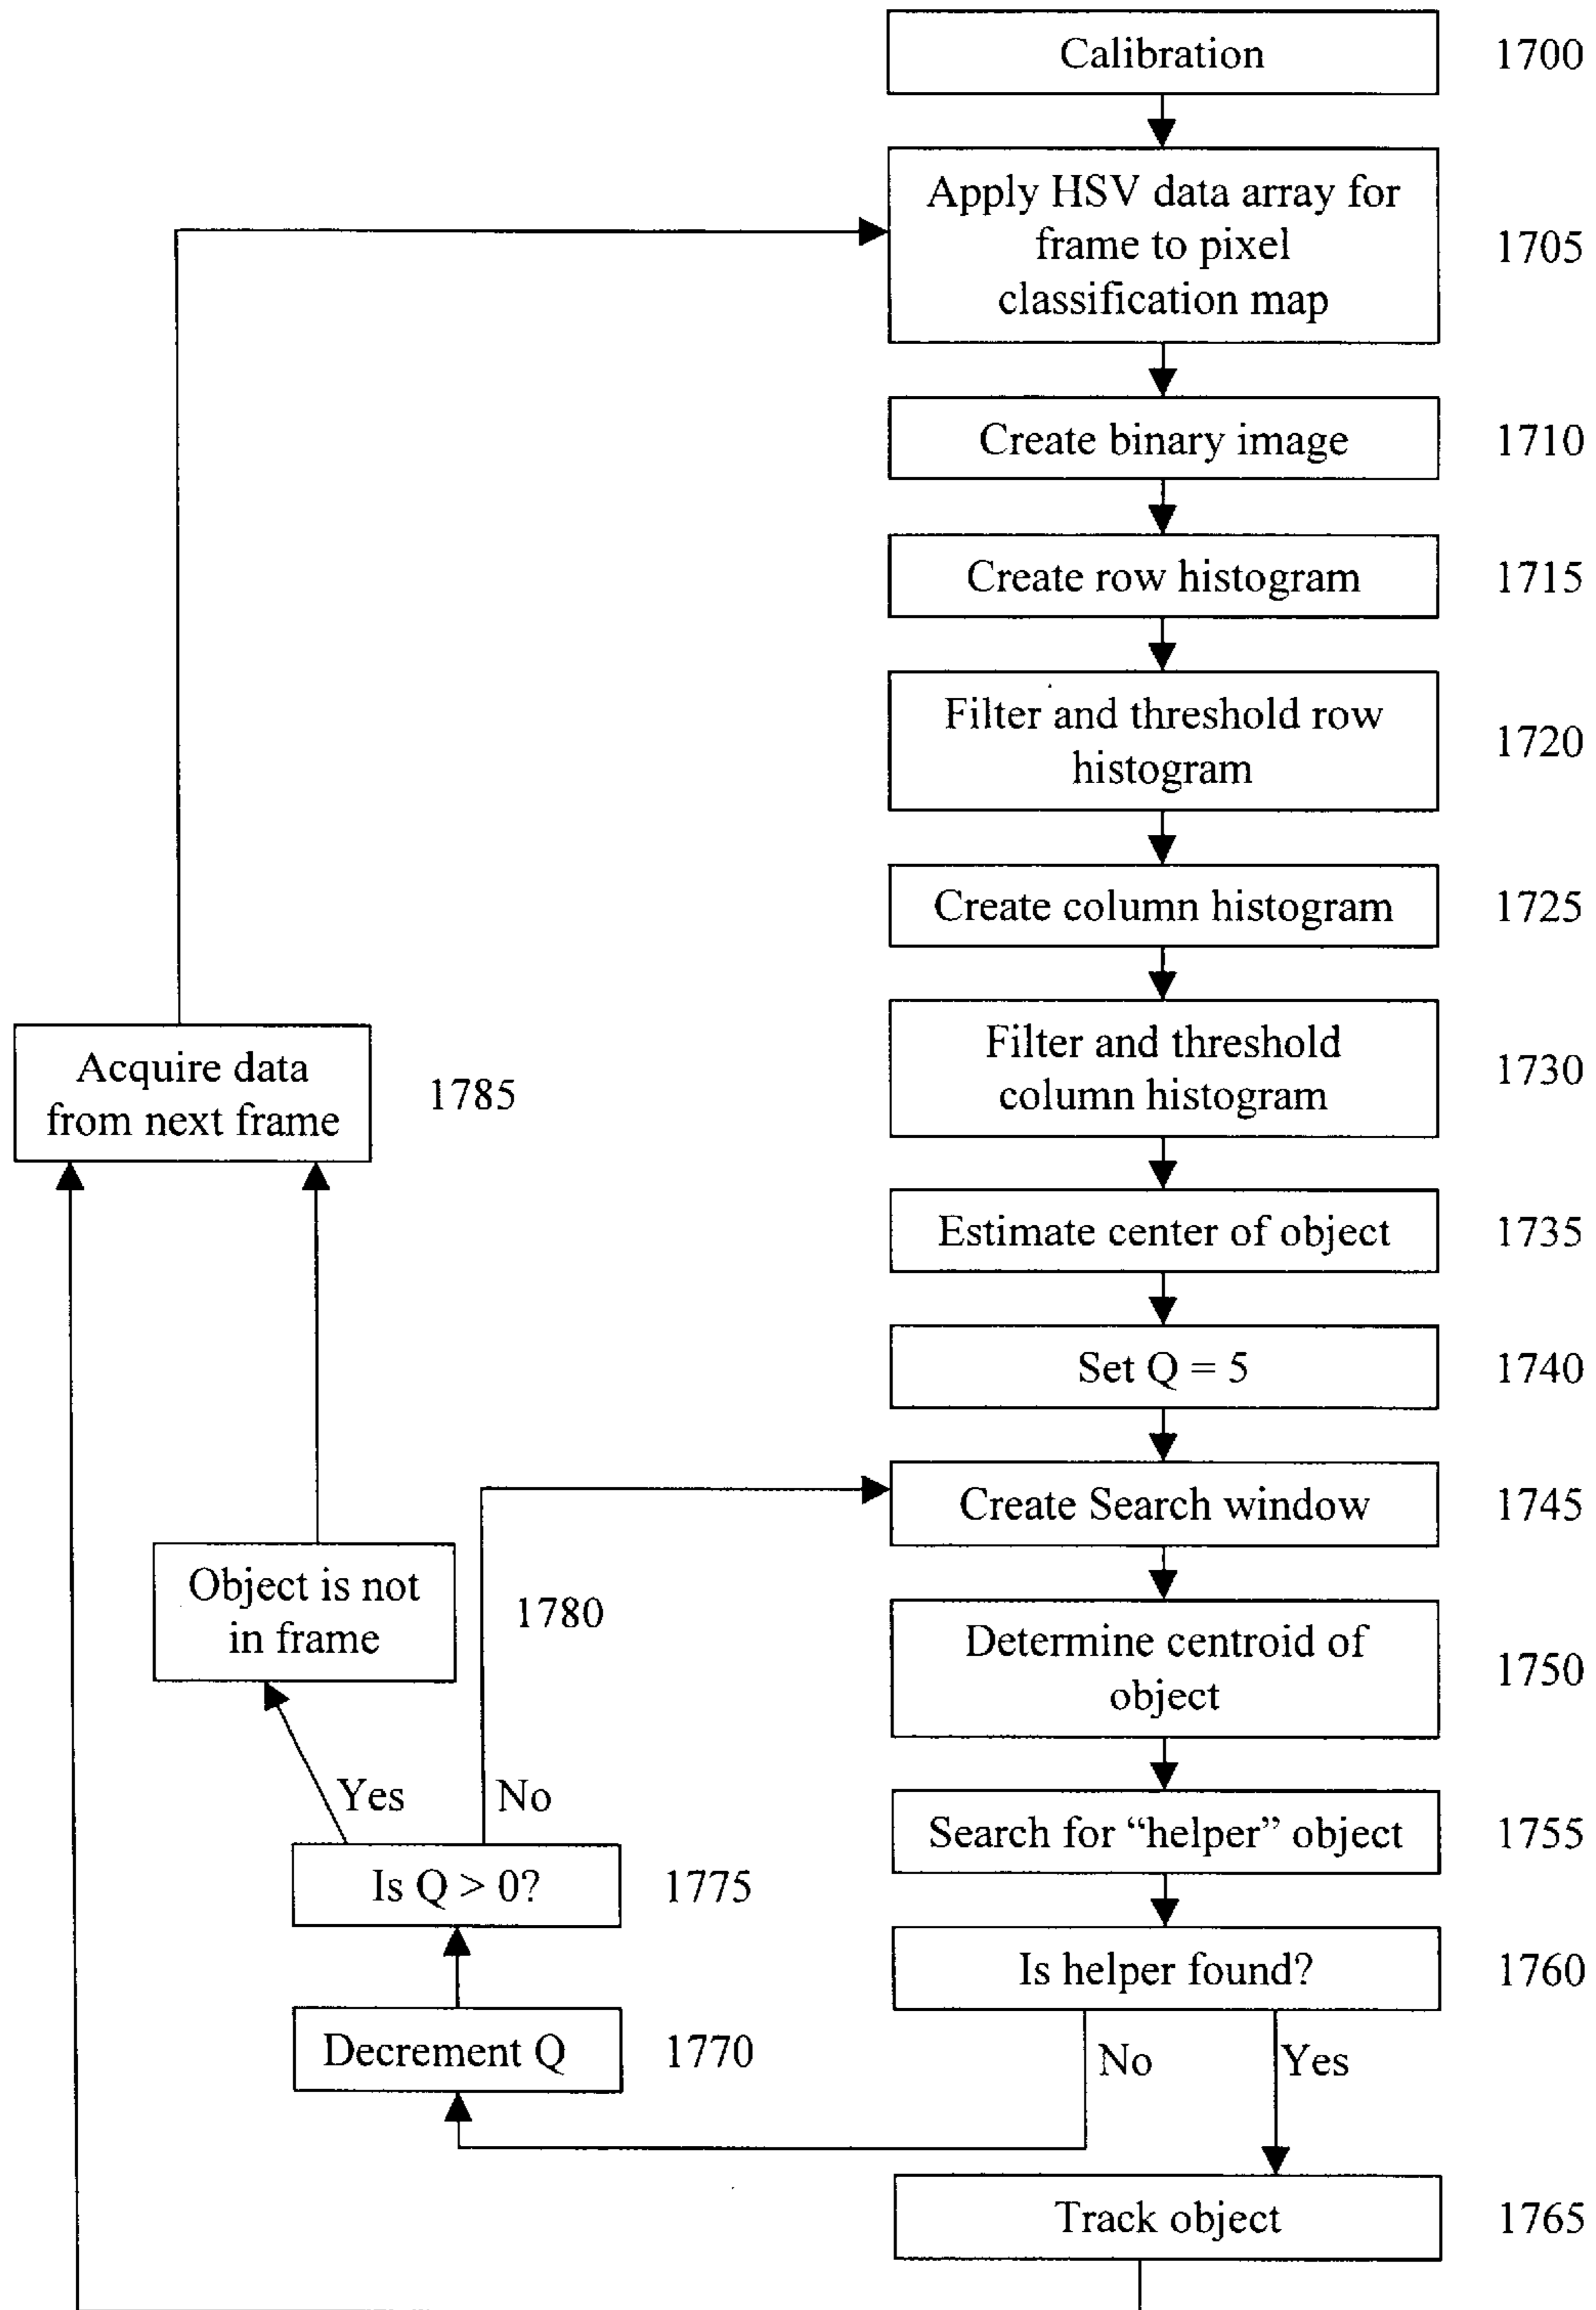 Calibration
1700
Apply HSV data array for
frame to pixel
classification map
1705
Create binary image
1710
Create row histogram
1715
Filter and threshold row
histogram
1720
Create column histogram
1725
Filter and threshold
column histogram
1730
Acquire data
from next frame
1785
Estimate center of object
1735
Set Q = 5
1740
Create Search window
1745
Object is not
in frame
1780
Determine centroid of
object
1750
Yes
No
Search for “helper” object
1755
Is Q > 0?
1775
Is helper found?
1760
Decrement Q
1770
No
Yes
Track object
1765